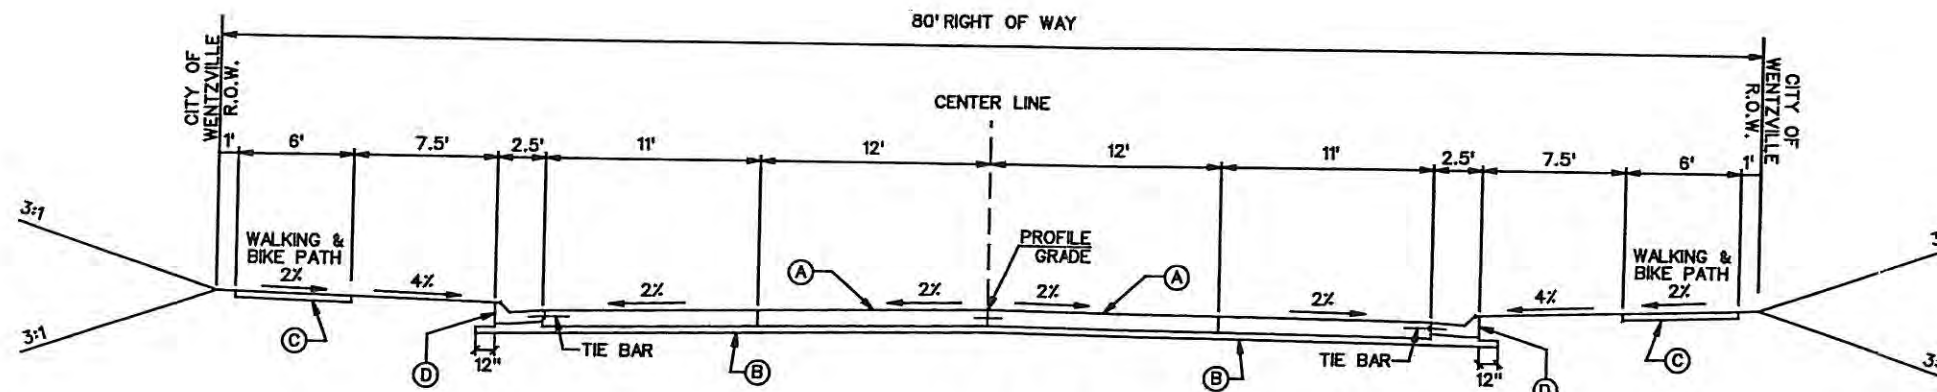 80' RIGHT OF WAY
CITY OF
WENTZVILLE
R.O.W.
CENTER LINE
CITY OF
WENTZVILLE
R.O.W.
1' 6' 7.5' 2.5' 11' 12' 12' 11' 2.5' 7.5' 6' 1'
3:1
WALKING &
BIKE PATH
2%
4%
2%
A
2%
2%
PROFILE
GRADE
A
2%
4%
WALKING &
BIKE PATH
2%
3:1
C
D
12"
TIE BAR
B
B
TIE BAR
12"
D
C